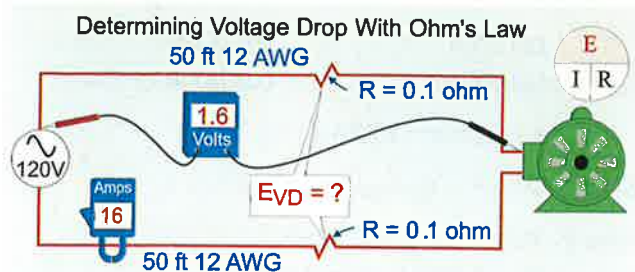 Determining Voltage Drop With Ohm's Law
50 ft 12 AWG
E
I R
R = 0.1 ohm
1.6
Volts
120V
Amps
16
EVD = ?
R = 0.1 ohm
50 ft 12 AWG